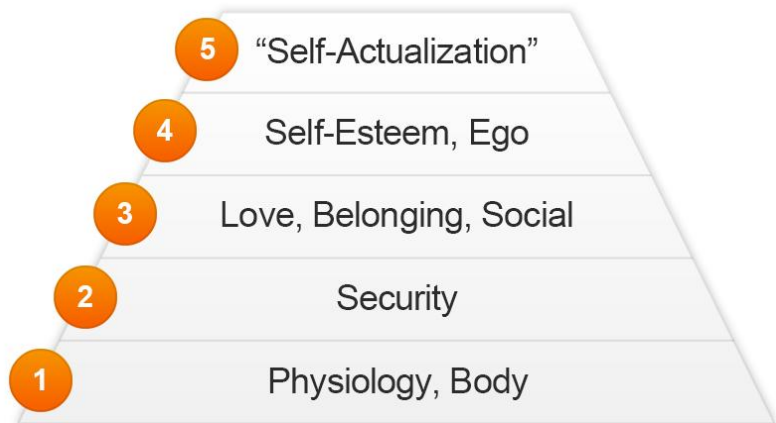 5 “Self-Actualization”
4 Self-Esteem, Ego
3 Love, Belonging, Social
2 Security
1 Physiology, Body